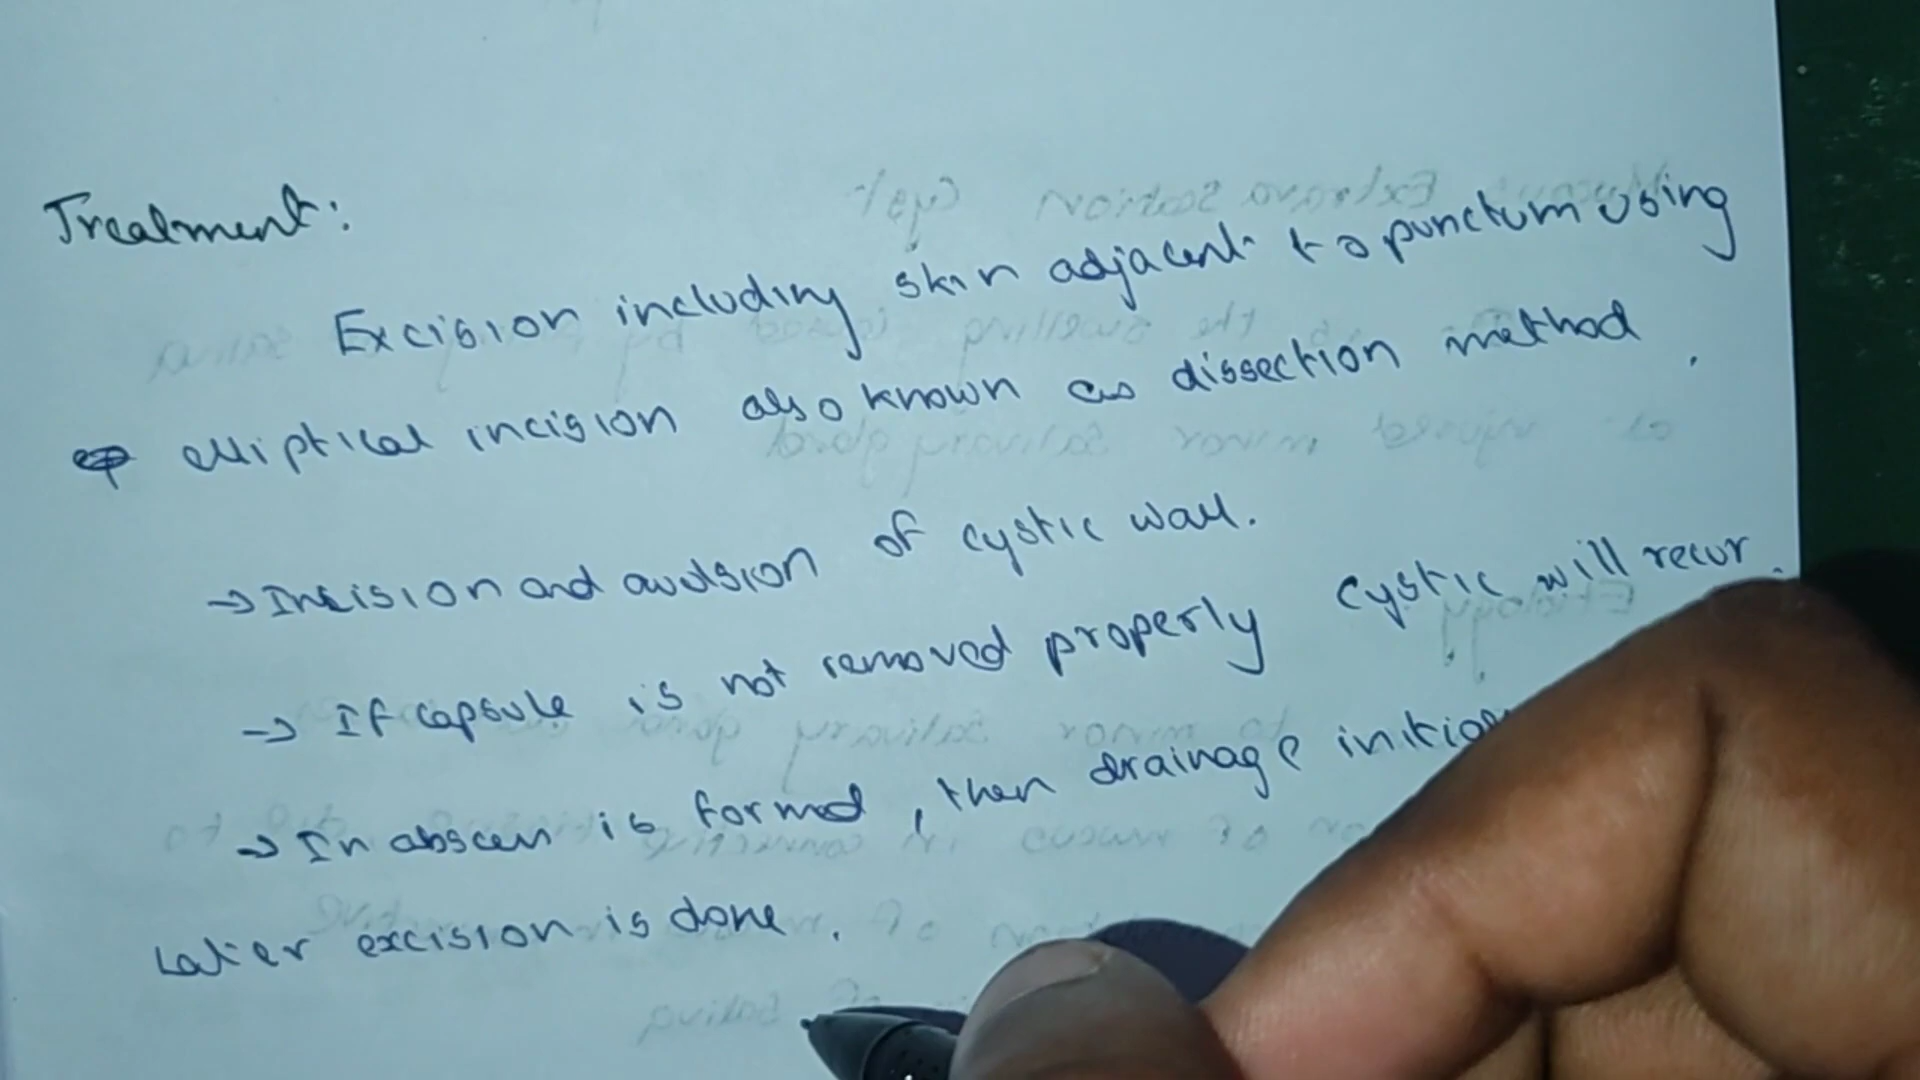 Treatment:
Excision including skin adjacent to punctum using
elliptical incision also known as dissection method.
→ Incision and avulsion of cystic wall.
→ If capsule is not removed properly cystic will recur.
→ In abscess is formed, then drainage
Later excision is done.